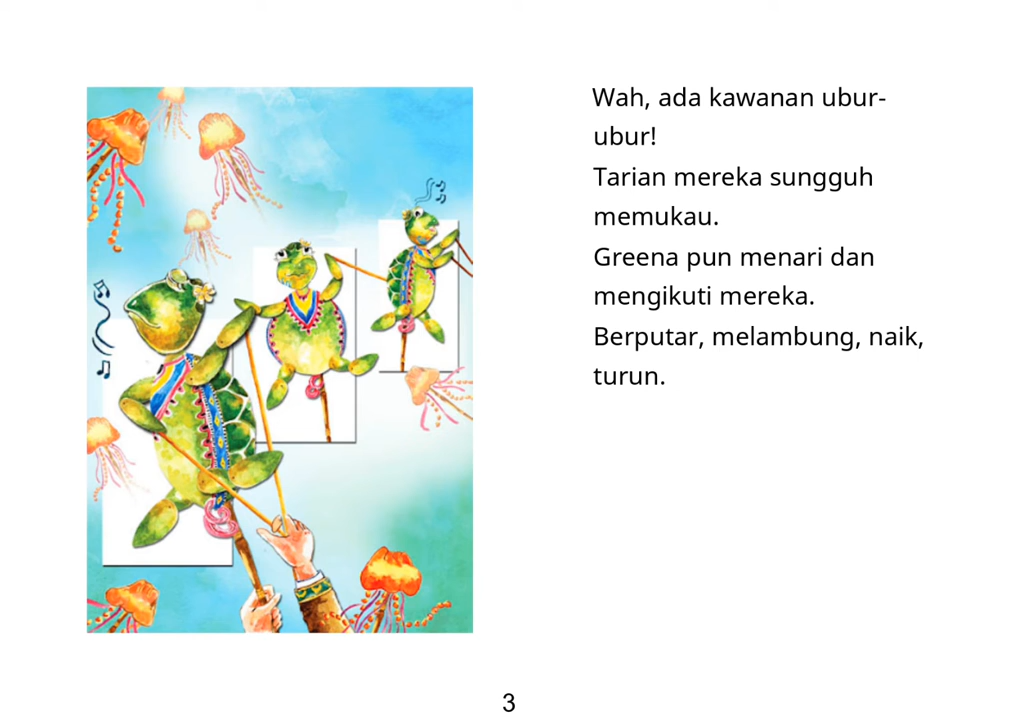 Wah, ada kawanan ubur-
ubur!
Tarian mereka sungguh
memukau.
Greena pun menari dan
mengikuti mereka.
Berputar, melambung, naik,
turun.
3